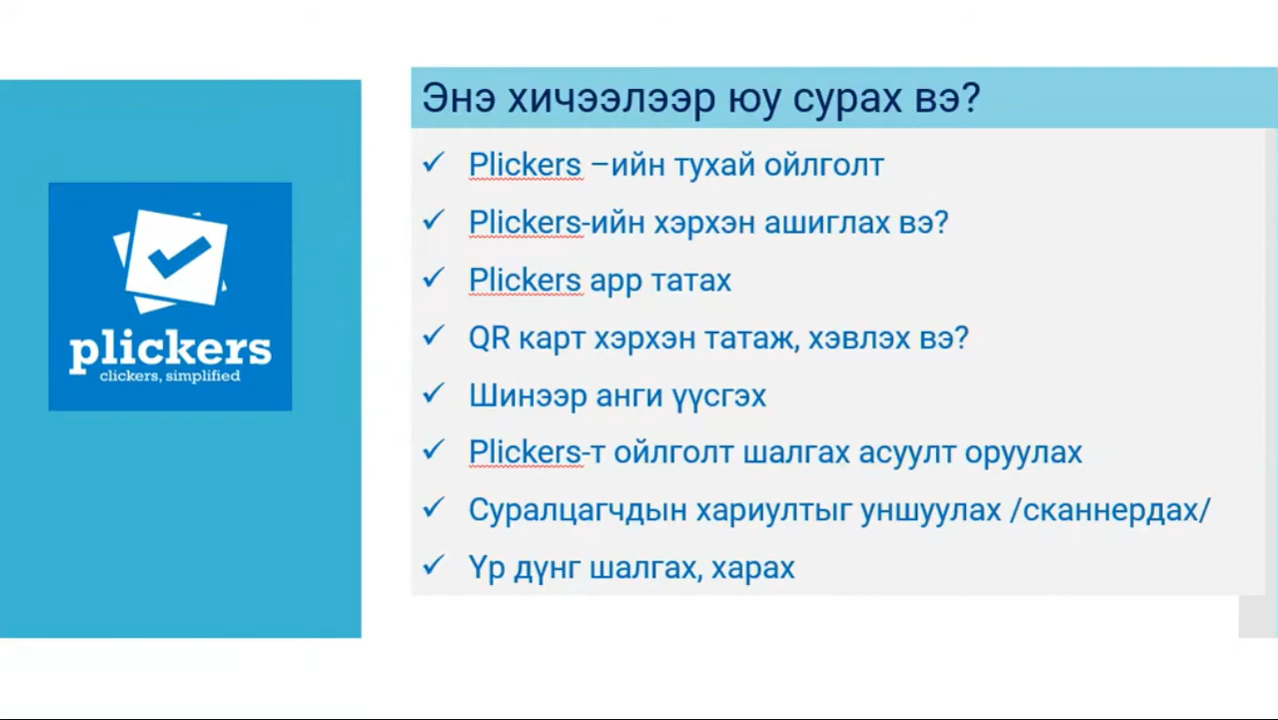 Энэ хичээлээр юу сурах вэ?
✓ Plickers –ийн тухай ойлголт
✓ Plickers-ийн хэрхэн ашиглах вэ?
✓ Plickers апп татах
✓ QR карт хэрхэн татаж, хэвлэх вэ?
✓ Шинээр анги үүсгэх
✓ Plickers-т ойлголт шалгах асуулт оруулах
✓ Суралцагчдын хариултыг уншуулах /сканнердах/
✓ Үр дүнг шалгах, харах
plickers
clickers, simplified